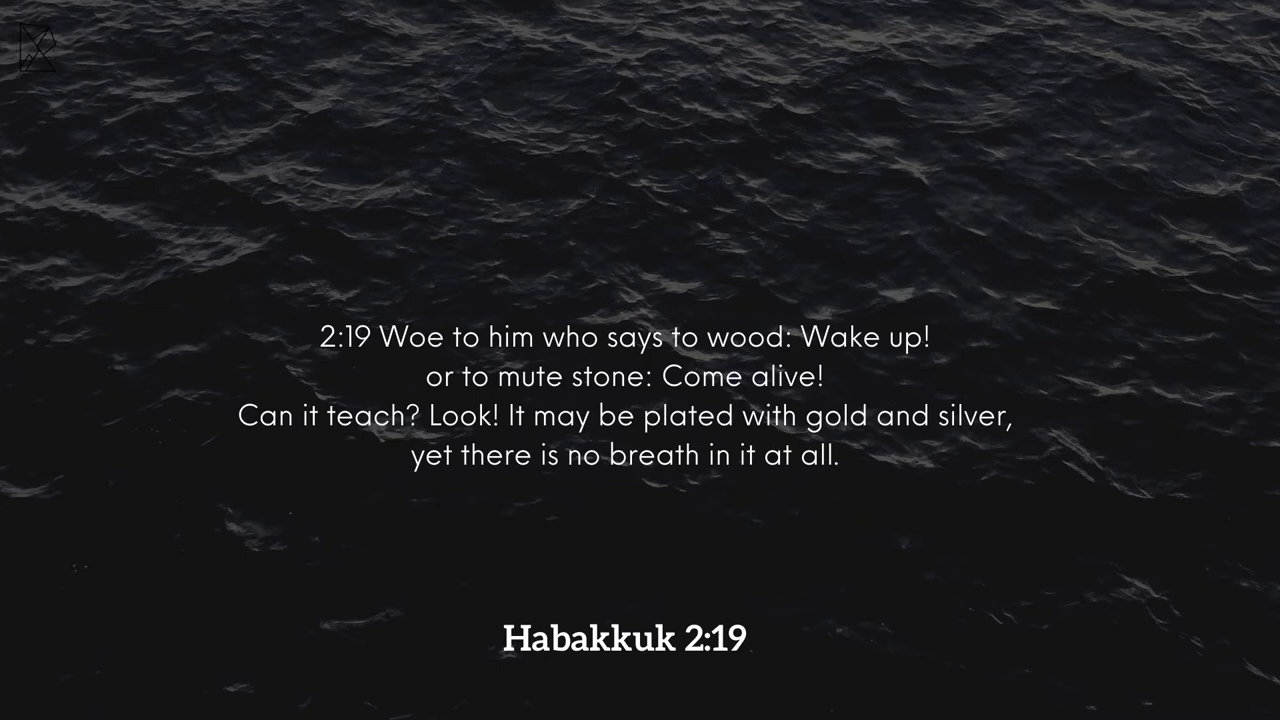 2:19 Woe to him who says to wood: Wake up!
or to mute stone: Come alive!
Can it teach? Look! It may be plated with gold and silver,
yet there is no breath in it at all.
Habakkuk 2:19